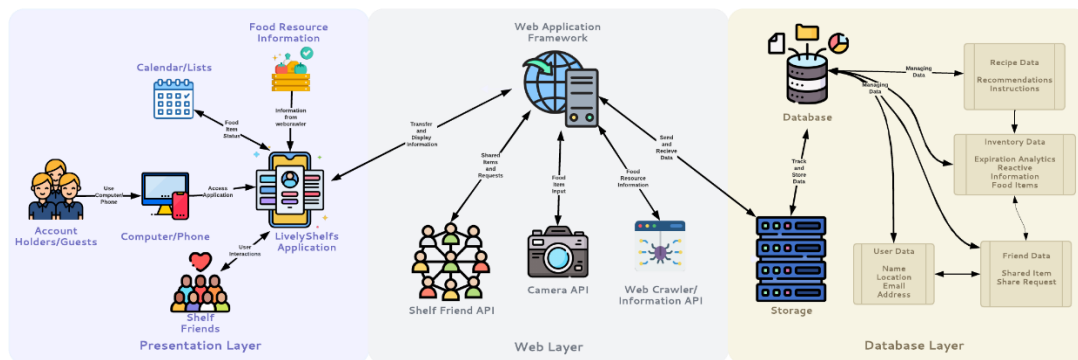 Food Resource
Information
Calendar/Lists
Food
Item
Status
Information
from
webcrawler
Use
Computer/
Phone
Access
Application
Account
Holders/Guests
Computer/Phone
LivelyShelfs
Application
User
Interactions
Shelf
Friends
Presentation Layer
Web Application
Framework
Transfer
and
Display
Information
Shared
Items
and
Requests
Food
Item
Input
Food
Resource
Information
Send
and
Recieve
Data
Shelf Friend API
Camera API
Web Crawler/
Information API
Web Layer
Database
Managing
Data
Managing
Data
Track
and
Store
Data
Storage
Recipe Data
Recommendations
Instructions
Inventory Data
Expiration Analytics
Reactive
Information
Food Items
User Data
Name
Location
Email
Address
Friend Data
Shared Item
Share Request
Database Layer